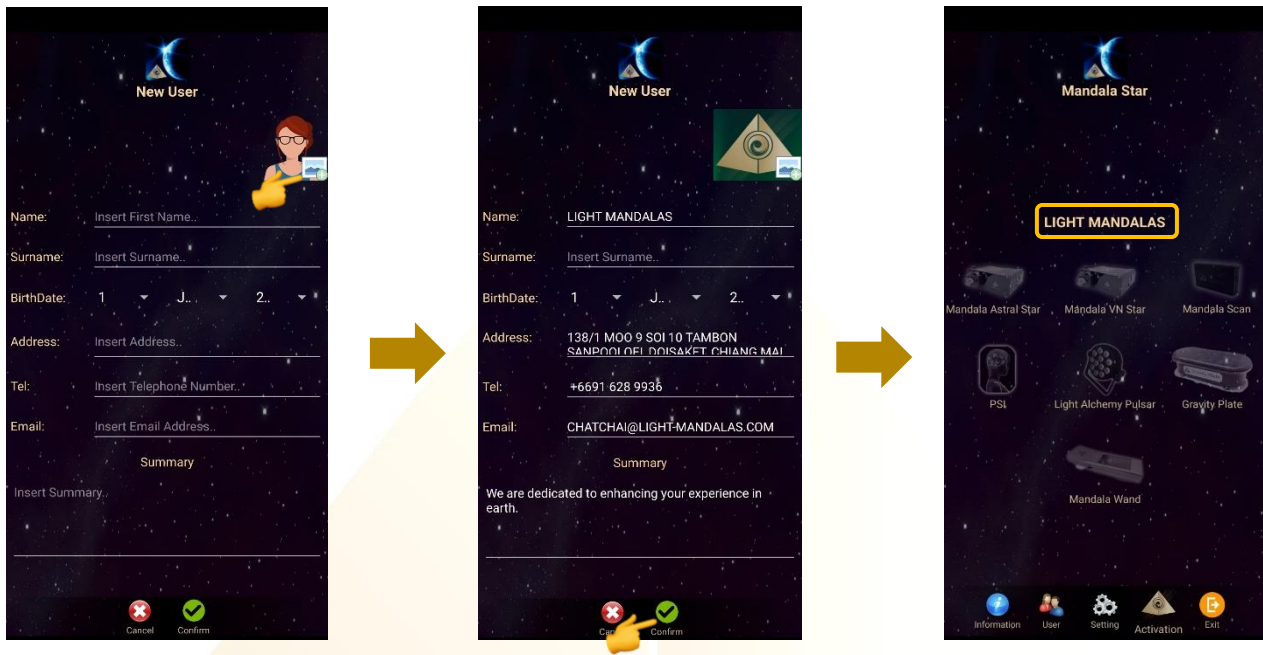 New User
Name:
Insert First Name..
Surname:
Insert Surname..
BirthDate:
1
J..
2..
Address:
Insert Address..
Tel:
Insert Telephone Number..
Email:
Insert Email Address..
Summary
Insert Summary..
Cancel
Confirm
New User
Name:
LIGHT MANDALAS
Surname:
Insert Surname..
BirthDate:
1
J..
2..
Address:
138/1 MOO 9 SOI 10 TAMBON
DOISAKET, CHIANG MAI
Tel:
+6691 628 9936
Email:
CHATCHAI@LIGHT-MANDALAS.COM
Summary
We are dedicated to enhancing your experience in
earth.
Confirm
Mandala Star
LIGHT MANDALAS
Mandala Astral Star
Mandala VN Star
Mandala Scan
PSI
Light Alchemy Pulsar
Gravity Plate
Mandala Wand
Information
User
Setting
Activation
Exit